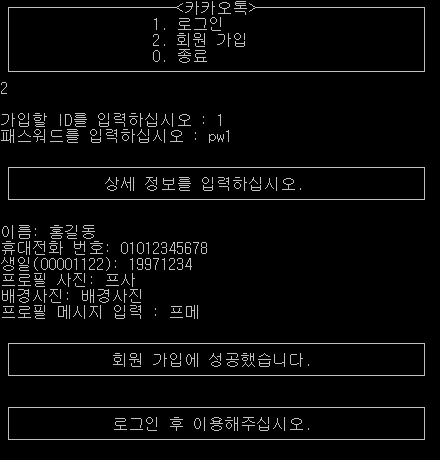 <카카오톡>
1. 로그인
2. 회원 가입
0. 종료
2
가입할 ID를 입력하십시오 : 1
패스워드를 입력하십시오 : pw1
상세 정보를 입력하십시오.
이름: 홍길동
휴대전화 번호: 01012345678
생일(00001122): 19971234
프로필 사진: 프사
배경사진: 배경사진
프로필 메시지 입력 : 프메
회원 가입에 성공했습니다.
로그인 후 이용해주십시오.